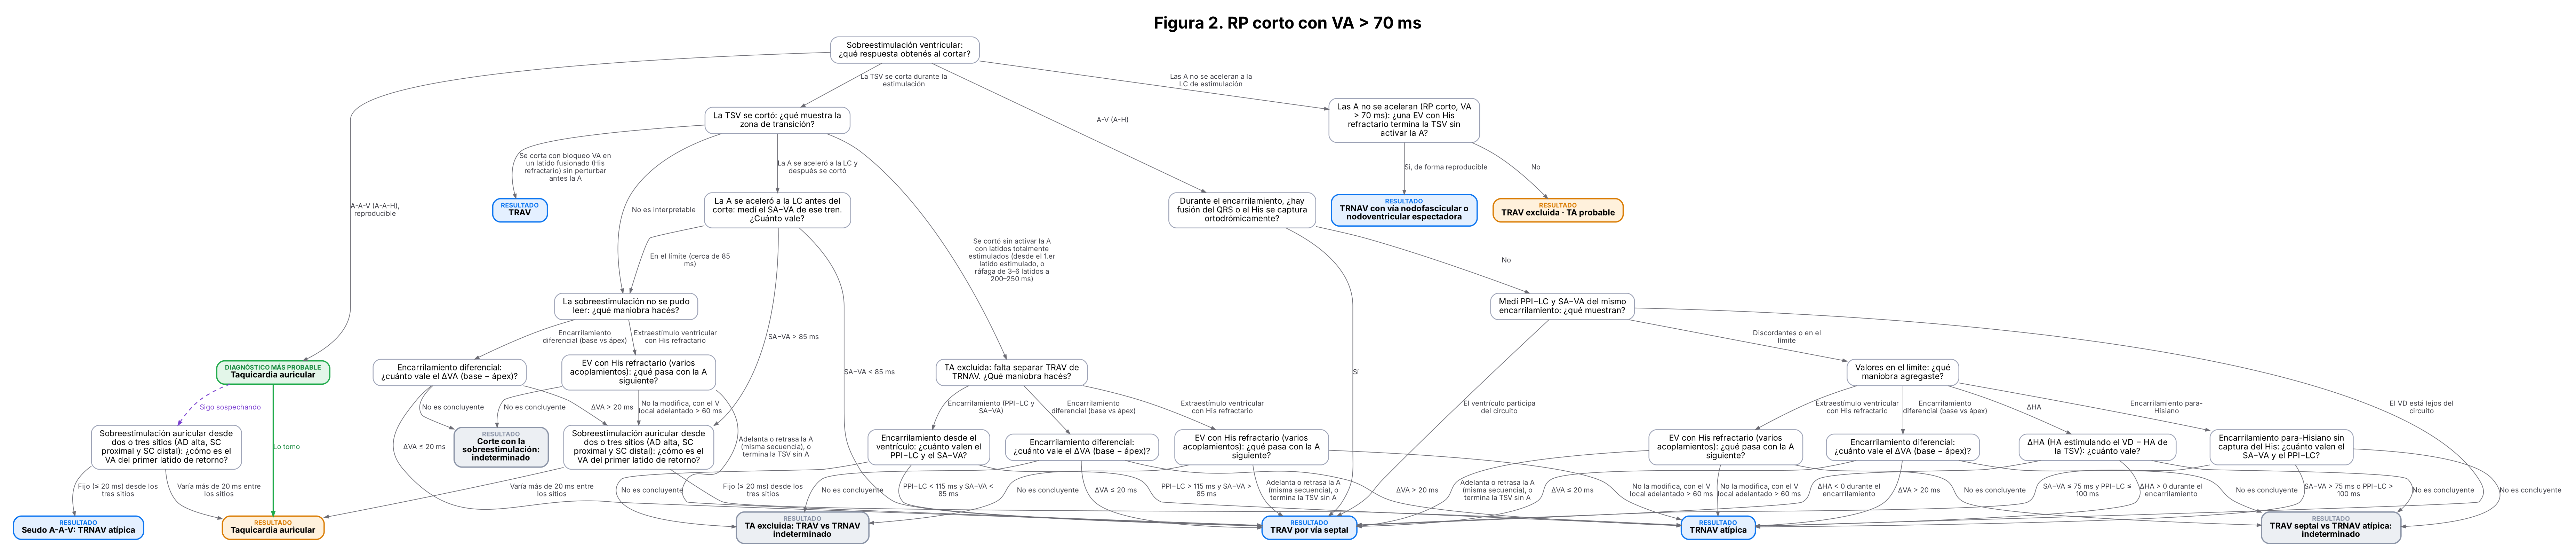 Figura 2. RP corto con VA > 70 ms
Sobreestimulación ventricular:
¿qué respuesta obtenés al cortar?
La TSV se corta durante la
estimulación
Las A no se aceleran a la
LC de estimulación
A-V (A-H)
A-A-V (A-A-H),
reproducible
La TSV se cortó: ¿qué muestra la
zona de transición?
Las A no se aceleran (RP corto, VA
> 70 ms): ¿una EV con His
refractario termina la TSV sin
activar la A?
Se corta con bloqueo VA en
un latido fusionado (His
refractario) sin perturbar
antes la A
La A se aceleró a la LC y
después se cortó
No es interpretable
Sí, de forma reproducible
No
RESULTADO
TRAV
La A se aceleró a la LC antes del
corte: medí el SA−VA de ese tren.
¿Cuánto vale?
Durante el encarrilamiento, ¿hay
fusión del QRS o el His se captura
ortodrómicamente?
RESULTADO
TRNAV con vía nodofascicular o
nodoventricular espectadora
RESULTADO
TRAV excluida · TA probable
En el límite (cerca de 85
ms)
Se cortó sin activar la A
con latidos totalmente
estimulados (desde el 1.er
latido estimulado, o
ráfaga de 3–6 latidos a
200–250 ms)
No
La sobreestimulación no se pudo
leer: ¿qué maniobra hacés?
Medí PPI−LC y SA−VA del mismo
encarrilamiento: ¿qué muestran?
Encarrilamiento
diferencial (base vs ápex)
Extraestímulo ventricular
con His refractario
SA−VA > 85 ms
SA−VA < 85 ms
Sí
Discordantes o en el
límite
El ventrículo participa
del circuito
El VD está lejos del
circuito
DIAGNÓSTICO MÁS PROBABLE
Taquicardia auricular
Encarrilamiento diferencial:
¿cuánto vale el ΔVA (base − ápex)?
EV con His refractario (varios
acoplamientos): ¿qué pasa con la A
siguiente?
TA excluida: falta separar TRAV de
TRNAV. ¿Qué maniobra hacés?
Valores en el límite: ¿qué
maniobra agregaste?
Sigo sospechando
Lo tomo
No es concluyente
No es concluyente
ΔVA > 20 ms
No la modifica, con el V
local adelantado > 60 ms
Encarrilamiento (PPI−LC y
SA−VA)
Encarrilamiento
diferencial (base vs ápex)
Extraestímulo ventricular
con His refractario
Extraestímulo ventricular
con His refractario
Encarrilamiento
diferencial (base vs ápex)
ΔHA
Encarrilamiento para-
Hisiano
Sobreestimulación auricular desde
dos o tres sitios (AD alta, SC
proximal y SC distal): ¿cómo es el
VA del primer latido de retorno?
ΔVA ≤ 20 ms
RESULTADO
Corte con la
sobreestimulación:
indeterminado
Sobreestimulación auricular desde
dos o tres sitios (AD alta, SC
proximal y SC distal): ¿cómo es el
VA del primer latido de retorno?
Adelanta o retrasa la A
(misma secuencia), o
termina la TSV sin A
Encarrilamiento desde el
ventrículo: ¿cuánto valen el
PPI−LC y el SA−VA?
Encarrilamiento diferencial:
¿cuánto vale el ΔVA (base − ápex)?
EV con His refractario (varios
acoplamientos): ¿qué pasa con la A
siguiente?
EV con His refractario (varios
acoplamientos): ¿qué pasa con la A
siguiente?
Encarrilamiento diferencial:
¿cuánto vale el ΔVA (base − ápex)?
ΔHA (HA estimulando el VD − HA de
la TSV): ¿cuánto vale?
Encarrilamiento para-Hisiano sin
captura del His: ¿cuánto valen el
SA−VA y el PPI−LC?
Fijo (≤ 20 ms) desde los
tres sitios
Varía más de 20 ms entre
los sitios
Varía más de 20 ms entre
los sitios
No es concluyente
Fijo (≤ 20 ms) desde los
tres sitios
No es concluyente
PPI−LC < 115 ms y SA−VA <
85 ms
No es concluyente
ΔVA ≤ 20 ms
PPI−LC > 115 ms y SA−VA >
85 ms
Adelanta o retrasa la A
(misma secuencia), o
termina la TSV sin A
ΔVA > 20 ms
Adelanta o retrasa la A
(misma secuencia), o
termina la TSV sin A
ΔVA ≤ 20 ms
No la modifica, con el V
local adelantado > 60 ms
No la modifica, con el V
local adelantado > 60 ms
ΔHA < 0 durante el
encarrilamiento
ΔVA > 20 ms
No es concluyente
SA−VA ≤ 75 ms y PPI−LC ≤
100 ms
ΔHA > 0 durante el
encarrilamiento
No es concluyente
SA−VA > 75 ms o PPI−LC >
100 ms
No es concluyente
No es concluyente
RESULTADO
Seudo A-A-V: TRNAV atípica
RESULTADO
Taquicardia auricular
RESULTADO
TA excluida: TRAV vs TRNAV
indeterminado
RESULTADO
TRAV por vía septal
RESULTADO
TRNAV atípica
RESULTADO
TRAV septal vs TRNAV atípica:
indeterminado